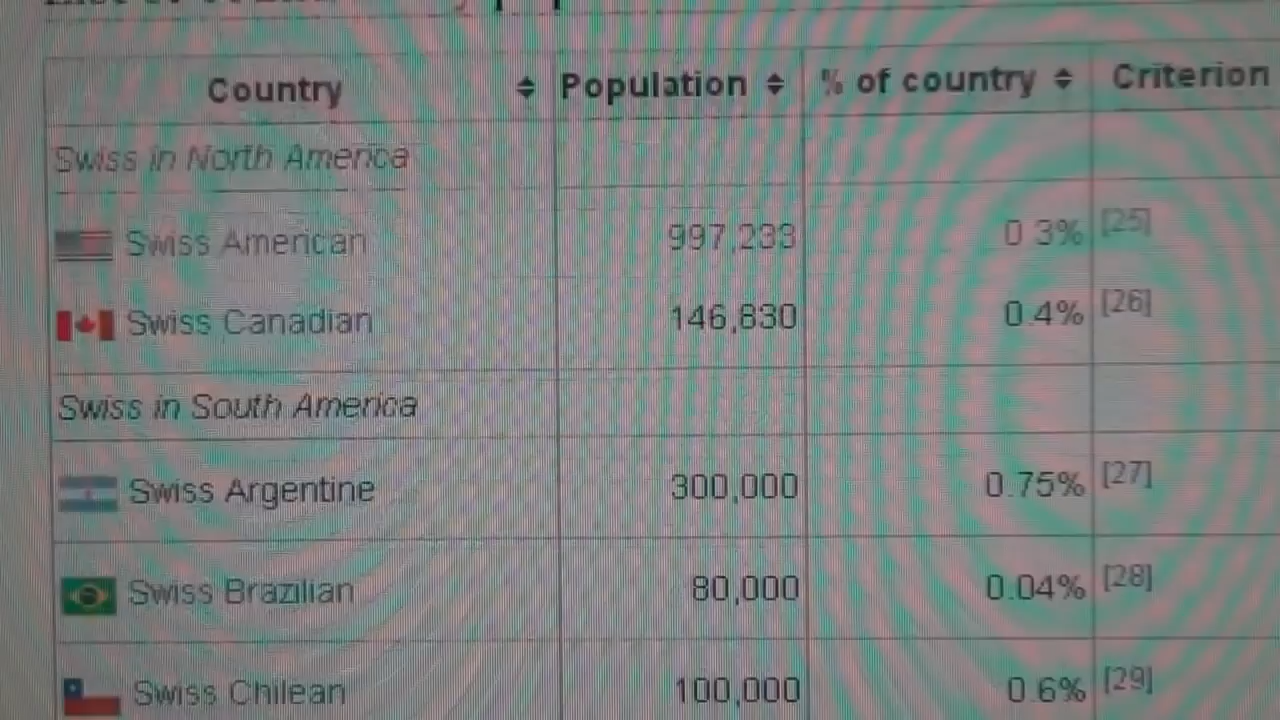 Country Population % of country Criterion
Swiss in North America
Swiss American 997,233 0.3% [25]
Swiss Canadian 146,830 0.4% [26]
Swiss in South America
Swiss Argentine 300,000 0.75% [27]
Swiss Brazilian 80,000 0.04% [28]
Swiss Chilean 100,000 0.6% [29]